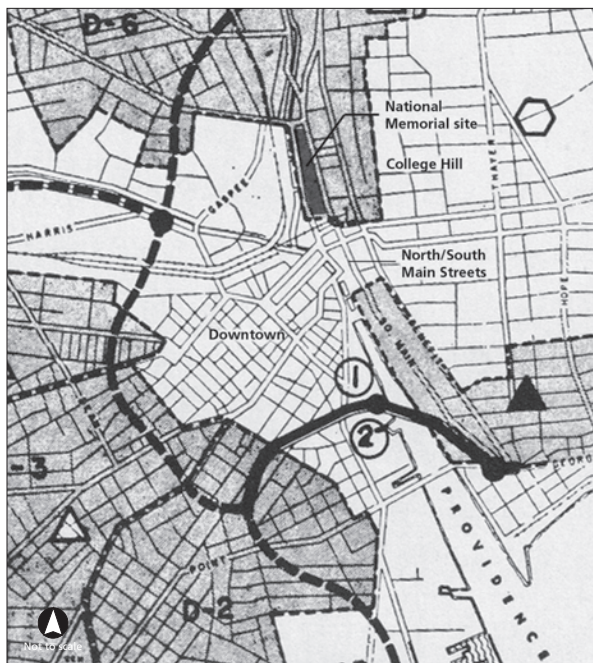 D-6
National
Memorial site
College Hill
THAYER
GASPEE
HARRIS
North/South
Main Streets
HOPE
Downtown
SO. MAIN
BENEFIT
1
2
-3
POINT
D-2
PROVIDENCE
Not to scale